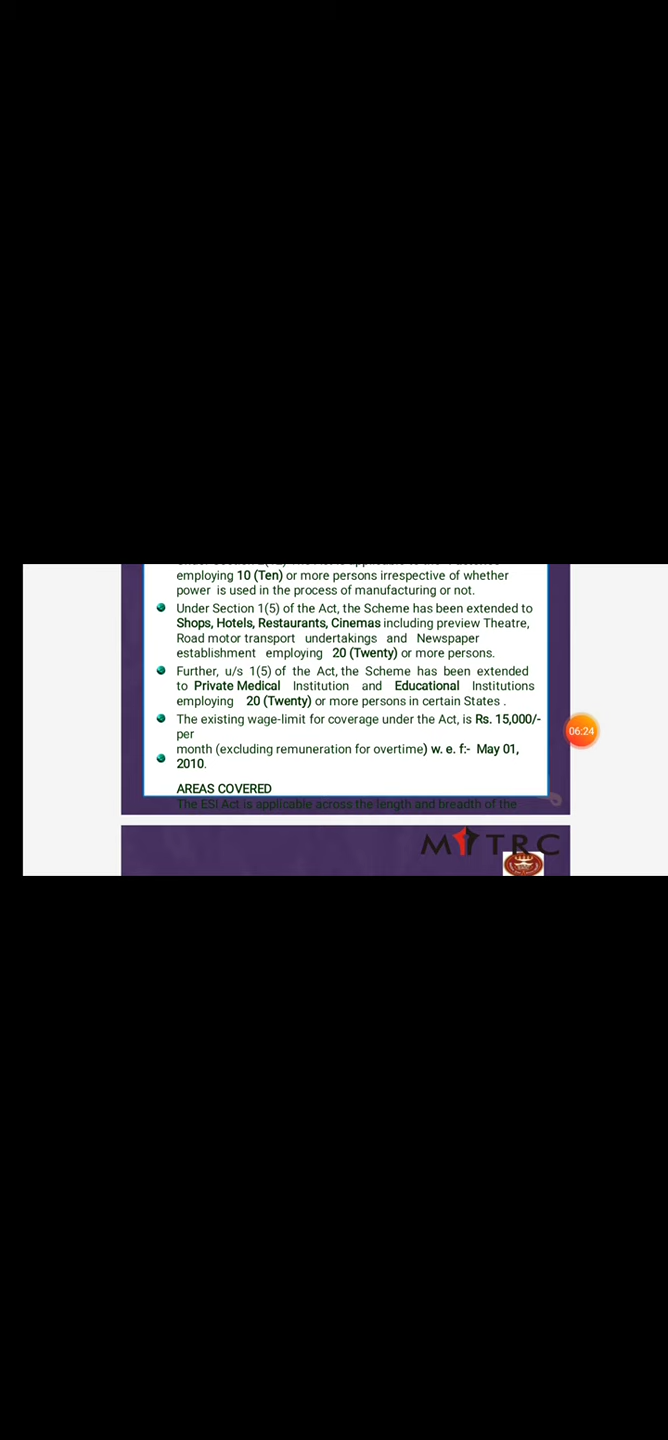 employing 10 (Ten) or more persons irrespective of whether
power is used in the process of manufacturing or not.
Under Section 1(5) of the Act, the Scheme has been extended to
Shops, Hotels, Restaurants, Cinemas including preview Theatre,
Road motor transport undertakings and Newspaper
establishment employing 20 (Twenty) or more persons.
Further, u/s 1(5) of the Act, the Scheme has been extended
to Private Medical Institution and Educational Institutions
employing 20 (Twenty) or more persons in certain States .
The existing wage-limit for coverage under the Act, is Rs. 15,000/-
per
month (excluding remuneration for overtime) w. e. f:- May 01,
2010.
06:24
AREAS COVERED
The ESI Act is applicable across the length and breadth of the
MITRC